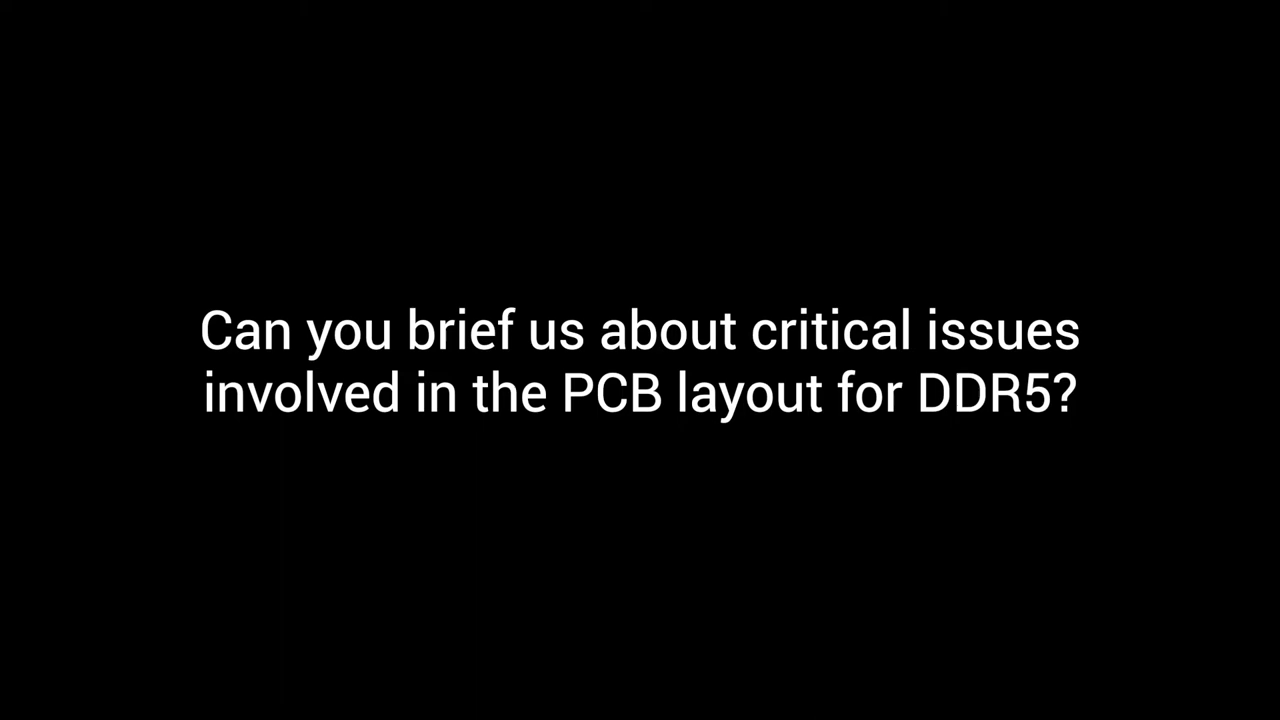 Can you brief us about critical issues
involved in the PCB layout for DDR5?